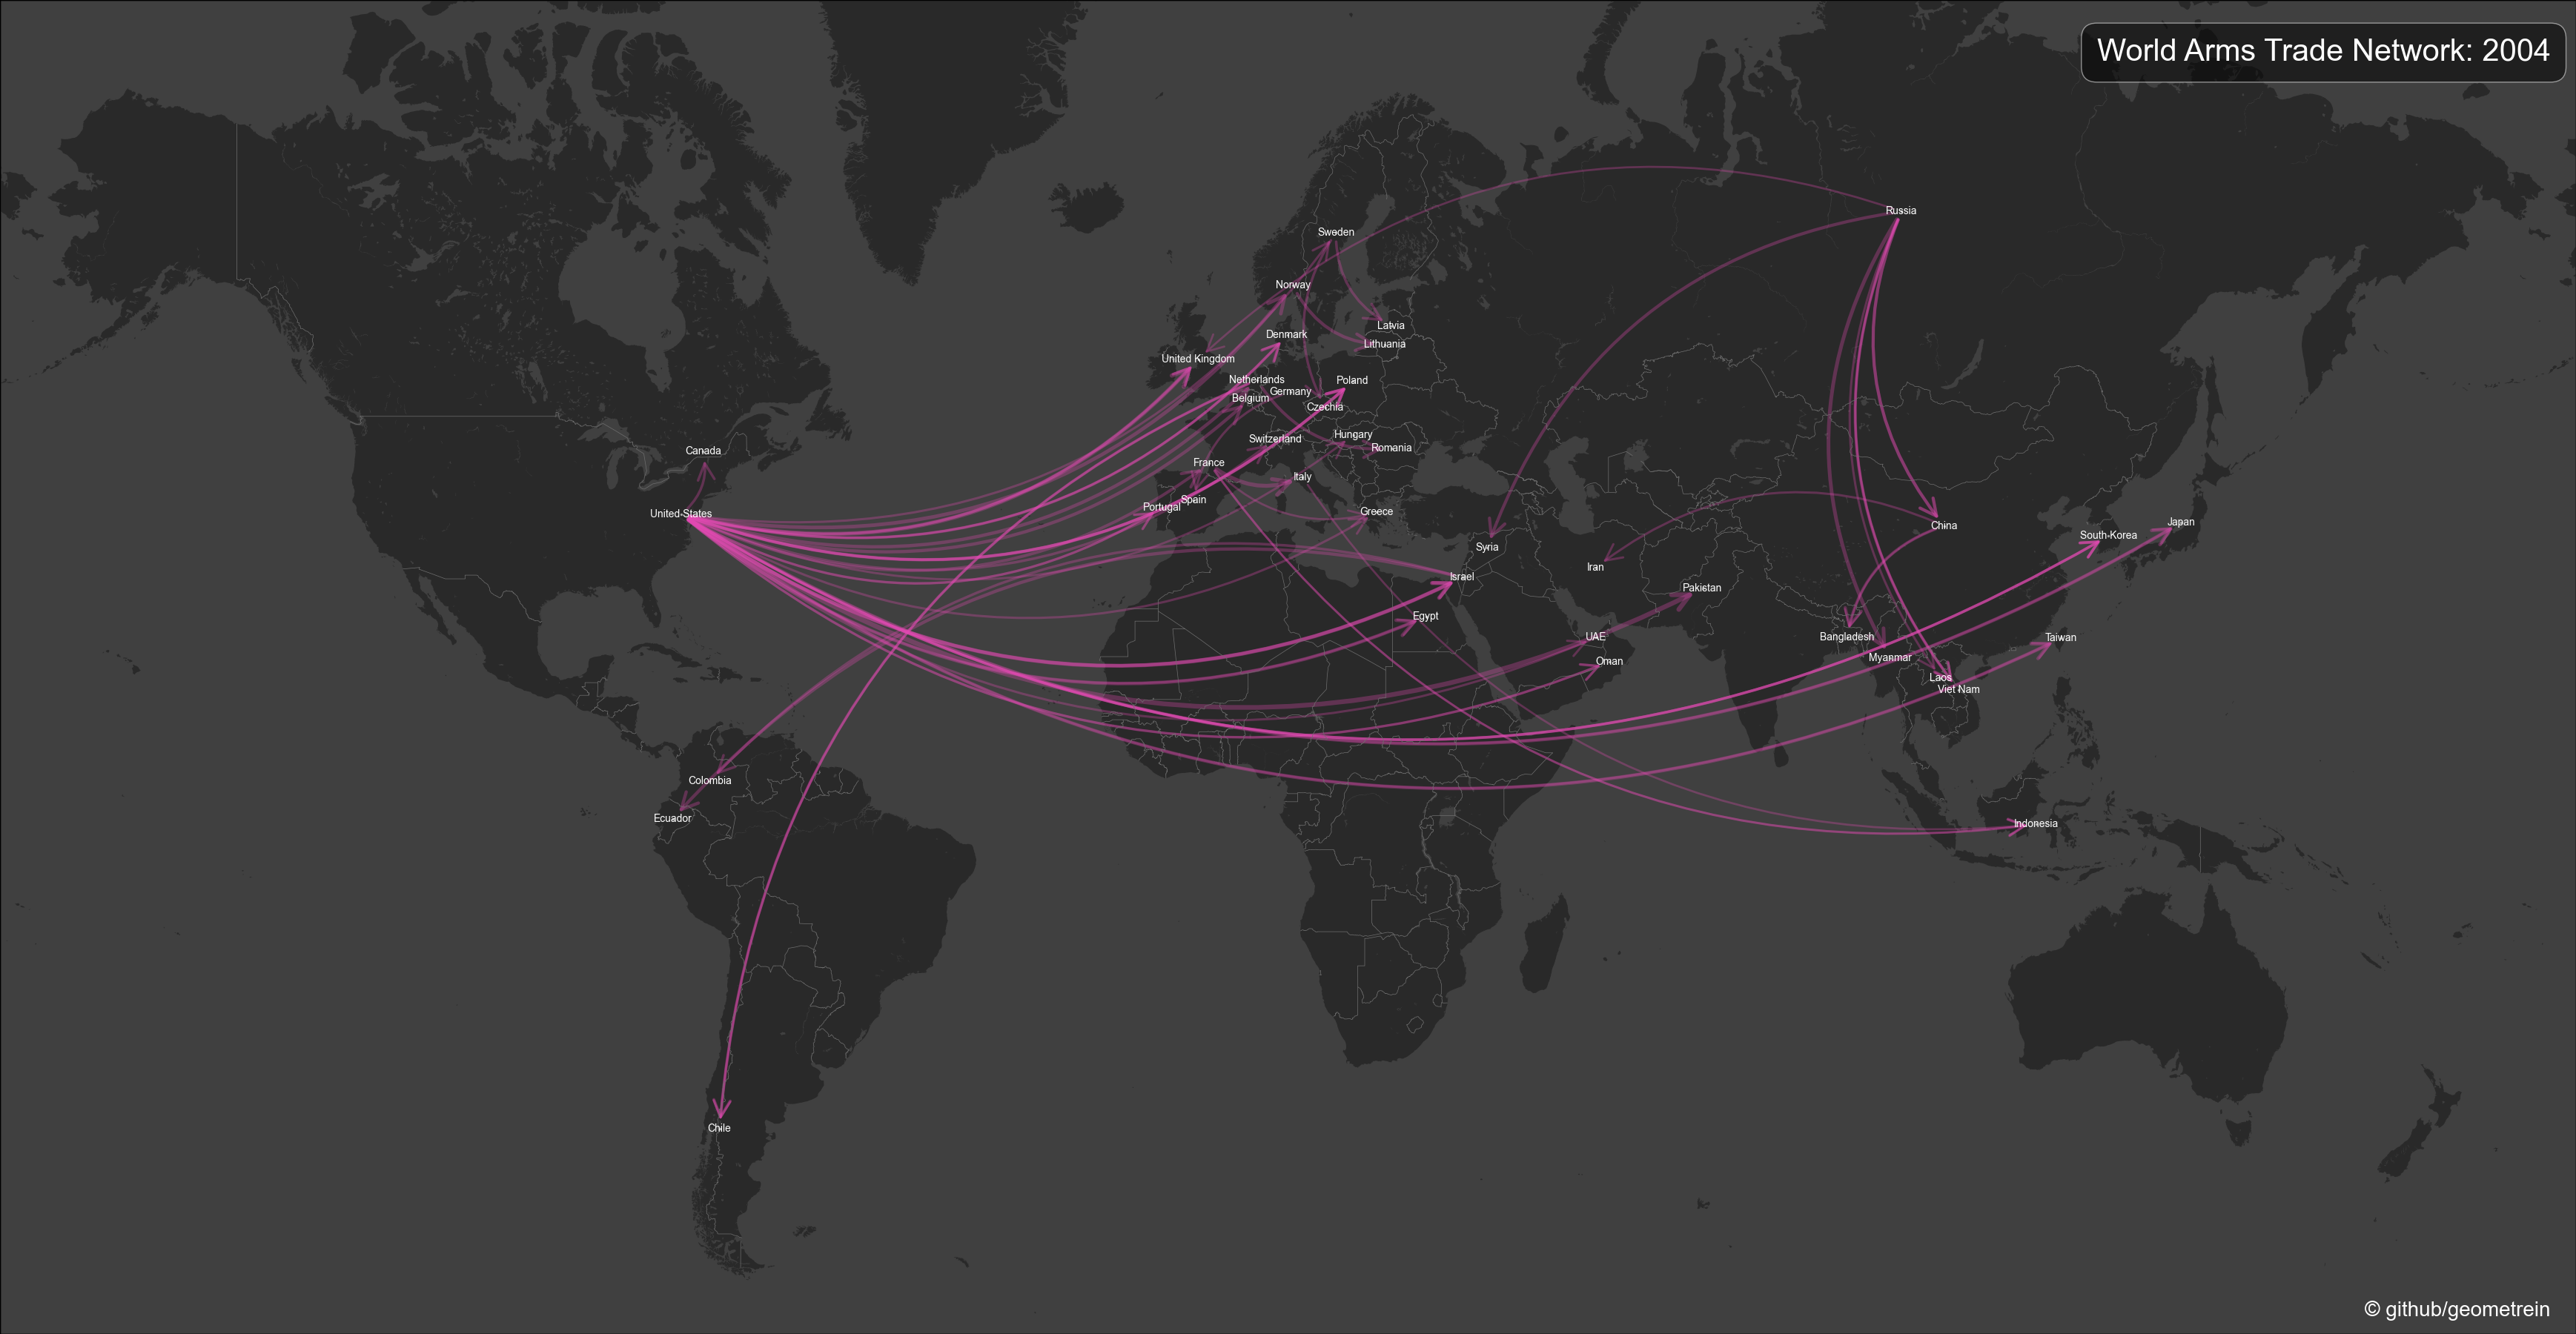 World Arms Trade Network: 2004
Russia
Sweden
Norway
Latvia
Denmark
Lithuania
United Kingdom
Netherlands
Poland
Germany
Belgium
Czechia
Hungary
Switzerland
Romania
Canada
France
Italy
Spain
Portugal
Greece
United States
China
Japan
South Korea
Syria
Iran
Israel
Pakistan
Egypt
UAE
Bangladesh
Taiwan
Myanmar
Oman
Laos
Viet Nam
Colombia
Ecuador
Indonesia
Chile
© github/geometrein